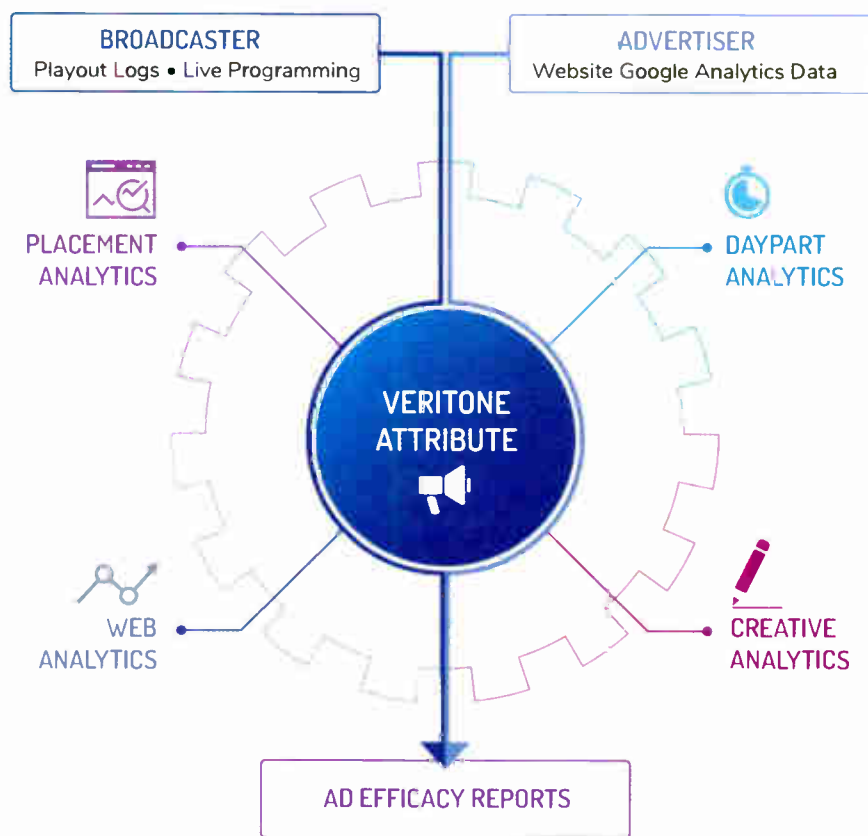 BROADCASTER
Playout Logs • Live Programming
ADVERTISER
Website Google Analytics Data
PLACEMENT
ANALYTICS
DAYPART
ANALYTICS
VERITONE
ATTRIBUTE
WEB
ANALYTICS
CREATIVE
ANALYTICS
AD EFFICACY REPORTS